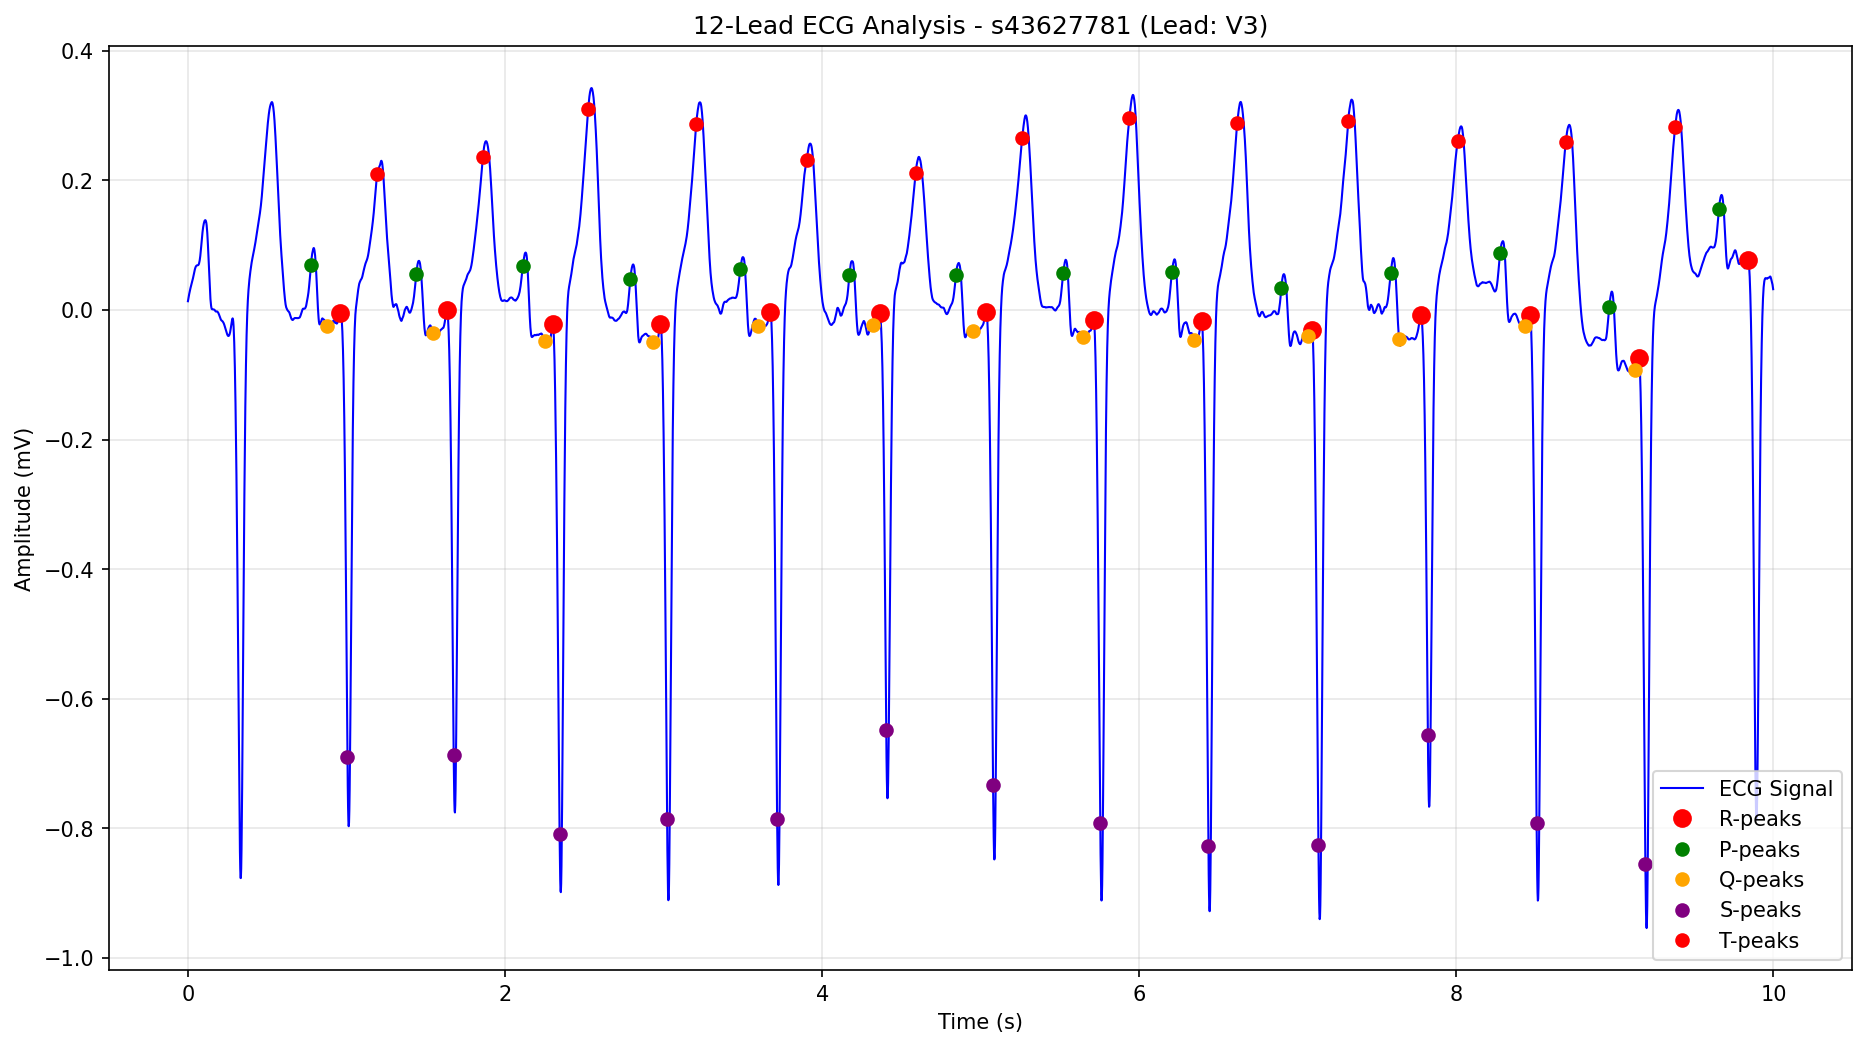 12-Lead ECG Analysis - s43627781 (Lead: V3)
Amplitude (mV)
0.4
0.2
0.0
−0.2
−0.4
−0.6
−0.8
−1.0
0 2 4 6 8 10
Time (s)
ECG Signal
R-peaks
P-peaks
Q-peaks
S-peaks
T-peaks